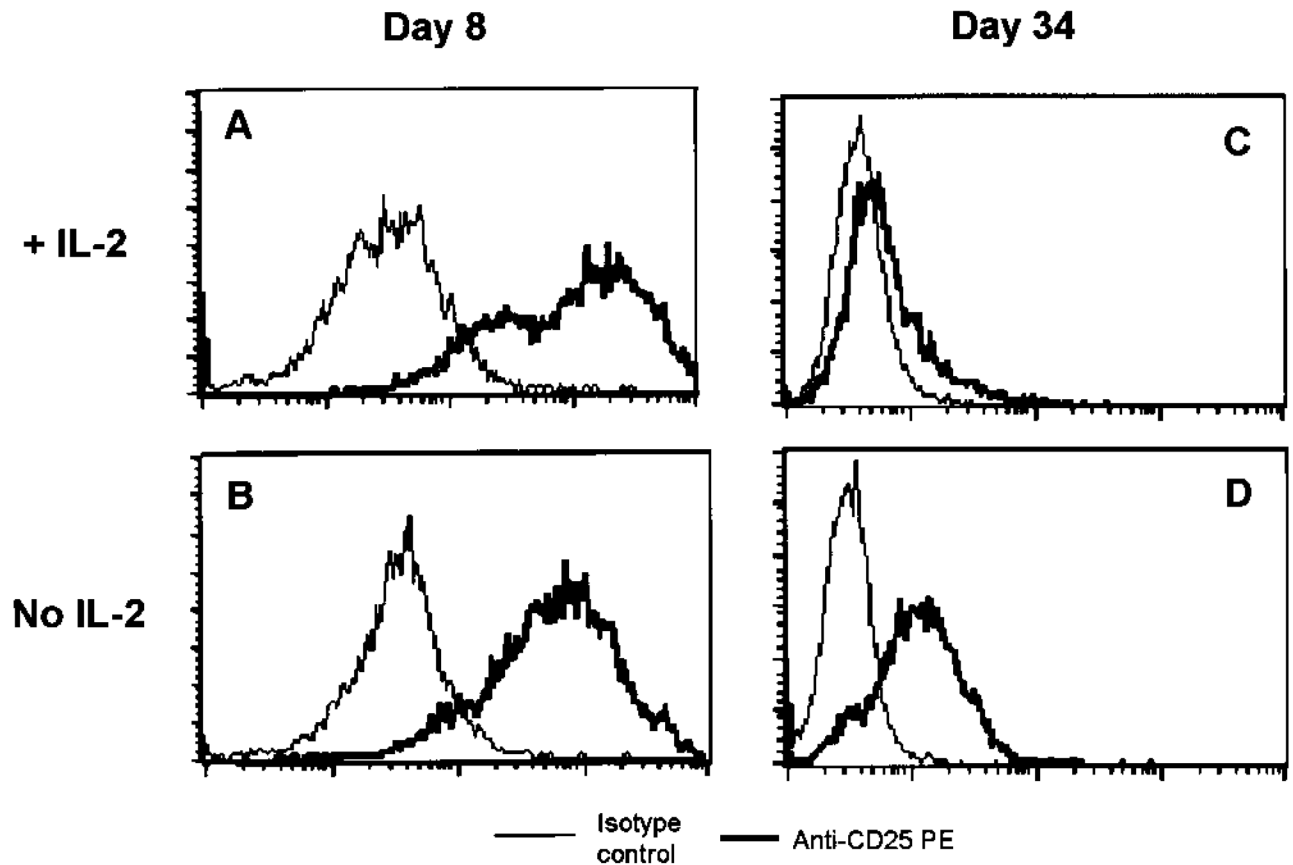 Day 8
Day 34
+ IL-2
A
C
No IL-2
B
D
Isotype
control
Anti-CD25 PE